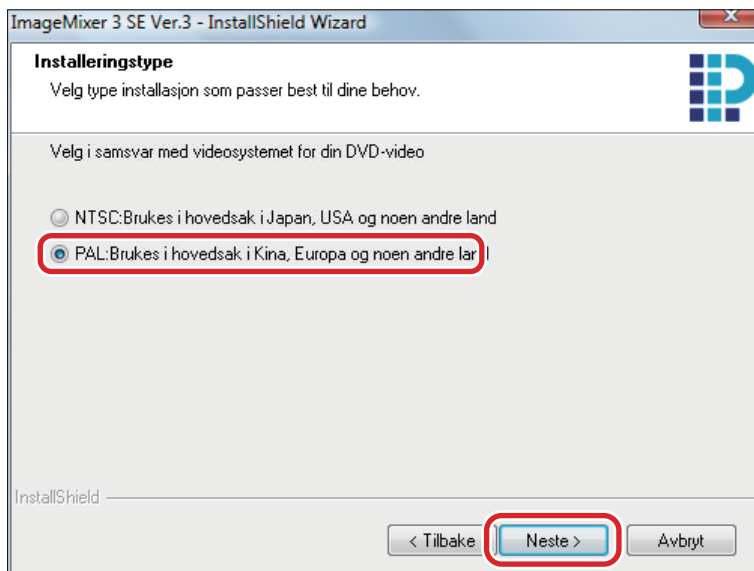 ImageMixer 3 SE Ver.3 - InstallShield Wizard
Installeringstype
Velg type installasjon som passer best til dine behov.
Velg i samsvar med videosystemet for din DVD-video
NTSC:Brukes i hovedsak i Japan, USA og noen andre land
PAL:Brukes i hovedsak i Kina, Europa og noen andre land
InstallShield
< Tilbake
Neste >
Avbryt